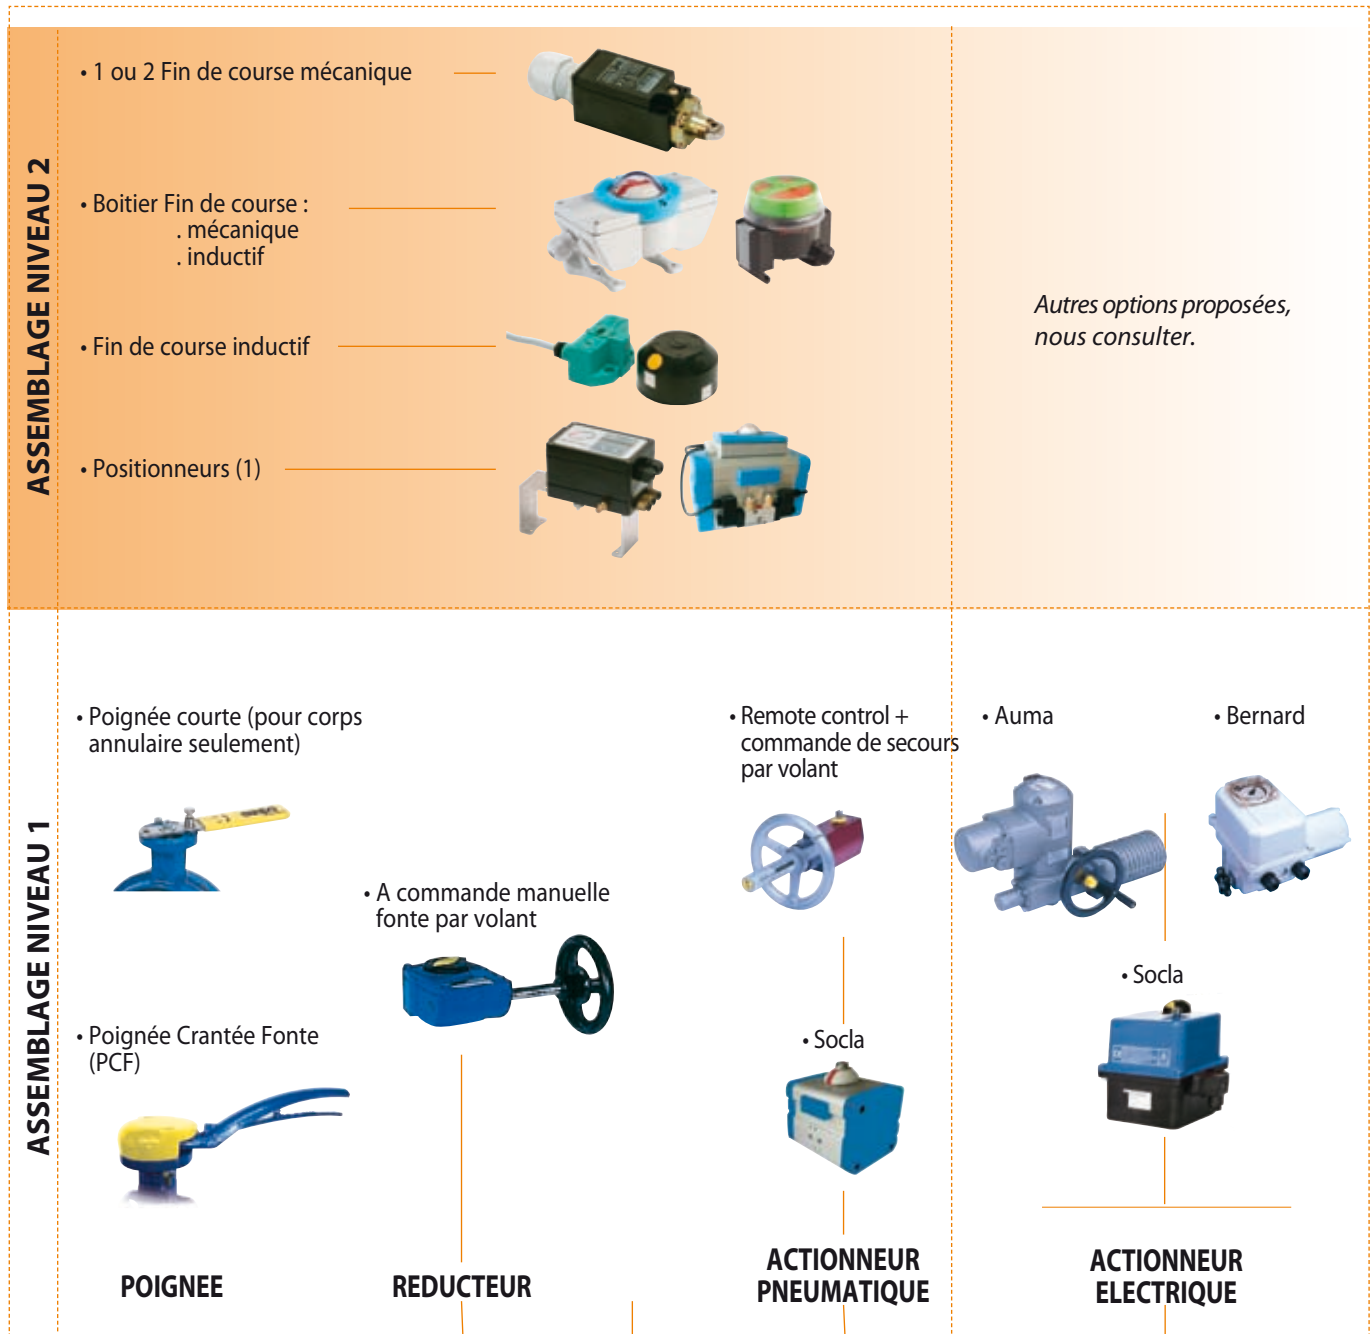 ASSEMBLAGE NIVEAU 2
• 1 ou 2 Fin de course mécanique
• Boitier Fin de course :
. mécanique
. inductif
• Fin de course inductif
• Positionneurs (1)
Autres options proposées,
nous consulter.
ASSEMBLAGE NIVEAU 1
• Poignée courte (pour corps
annulaire seulement)
• Poignée Crantée Fonte
(PCF)
• A commande manuelle
fonte par volant
• Remote control +
commande de secours
par volant
• Socla
• Auma
• Bernard
• Socla
POIGNEE
REDUCTEUR
ACTIONNEUR
PNEUMATIQUE
ACTIONNEUR
ELECTRIQUE